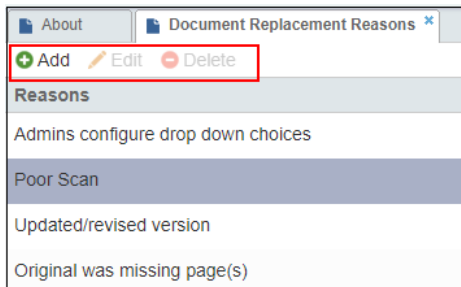 About Document Replacement Reasons ×
Add Edit Delete
Reasons
Admins configure drop down choices
Poor Scan
Updated/revised version
Original was missing page(s)